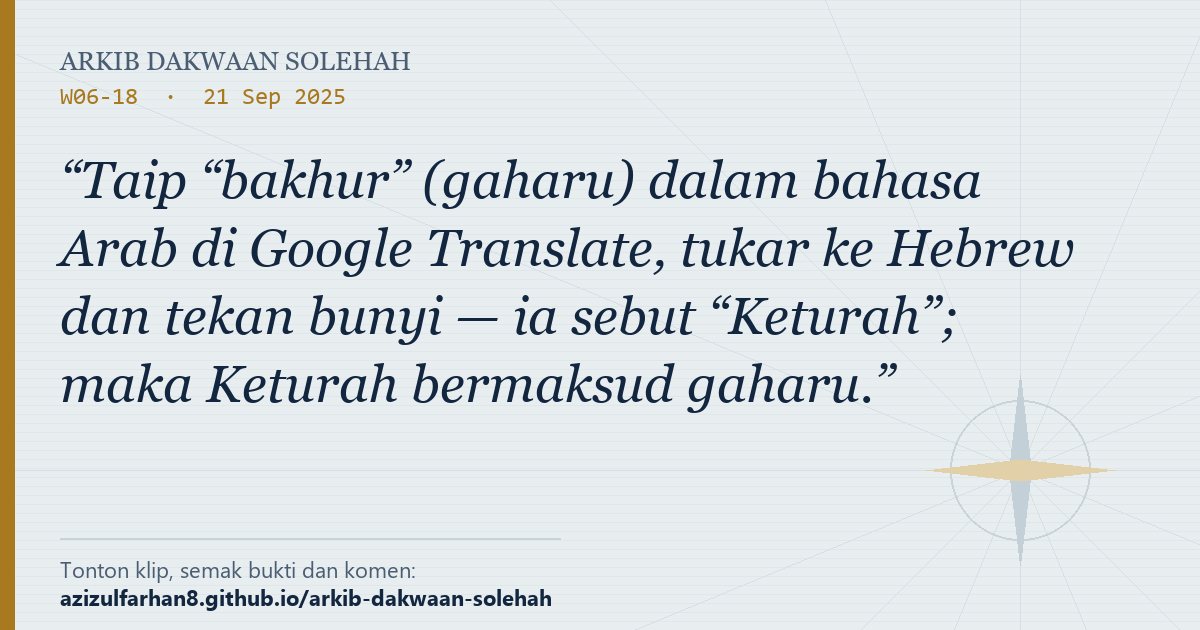 ARKIB DAKWAAN SOLEHAH
W06-18 · 21 Sep 2025
“Taip “bakhur” (gaharu) dalam bahasa
Arab di Google Translate, tukar ke Hebrew
dan tekan bunyi — ia sebut “Keturah”;
maka Keturah bermaksud gaharu.”
Tonton klip, semak bukti dan komen:
azizulfarhan8.github.io/arkib-dakwaan-solehah